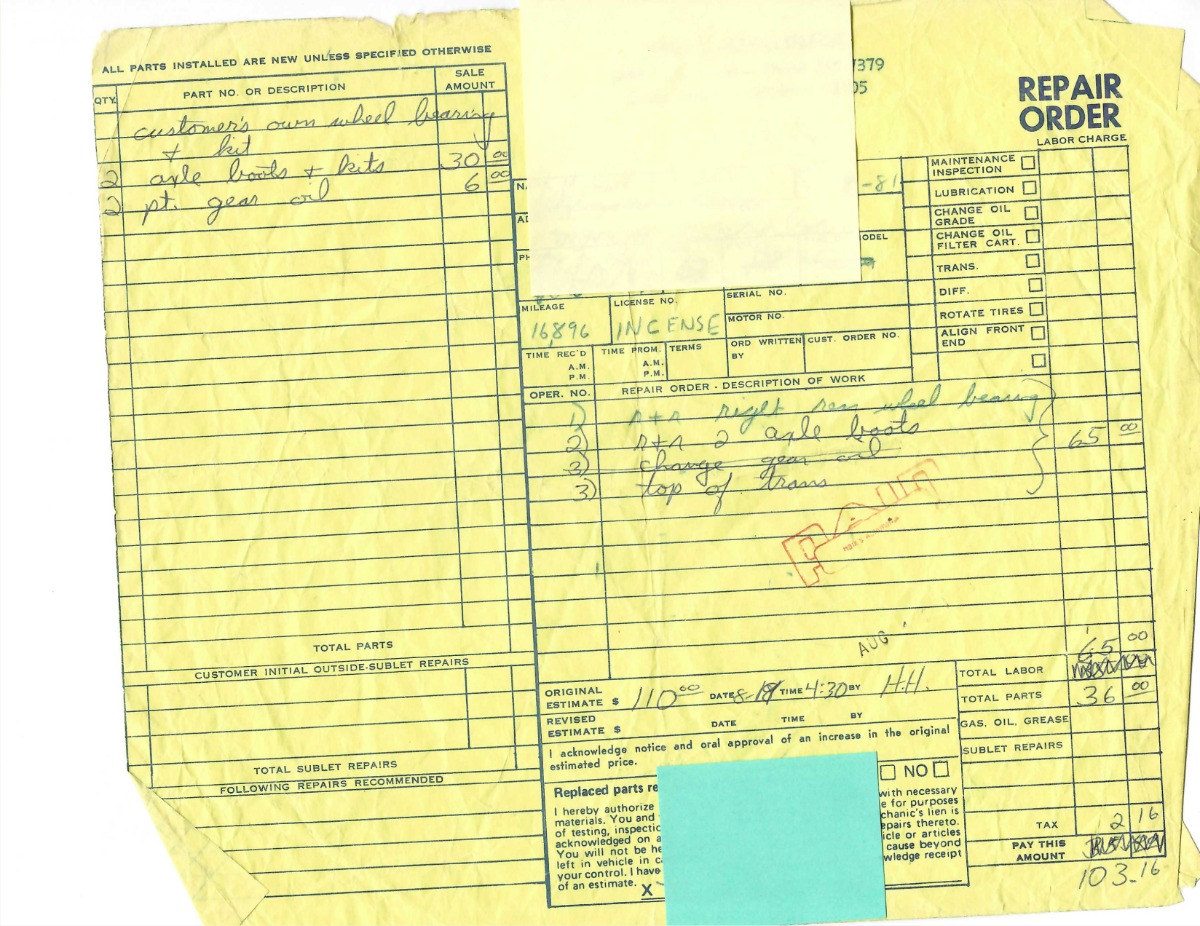 ALL PARTS INSTALLED ARE NEW UNLESS SPECIFIED OTHERWISE
QTY. PART NO. OR DESCRIPTION SALE AMOUNT
customer's own wheel bearing
+ kit
2 axle boots + kits 30 00
2 pt. gear oil 6 00
TOTAL PARTS
CUSTOMER INITIAL OUTSIDE-SUBLET REPAIRS
TOTAL SUBLET REPAIRS
FOLLOWING REPAIRS RECOMMENDED
7379
05
REPAIR
ORDER
LABOR CHARGE
-81
ODEL
MAINTENANCE INSPECTION
LUBRICATION
CHANGE OIL GRADE
CHANGE OIL FILTER CART.
TRANS.
DIFF.
ROTATE TIRES
ALIGN FRONT END
MILEAGE
16,896
LICENSE NO.
INCENSE
SERIAL NO.
MOTOR NO.
TIME REC'D A.M. P.M.
TIME PROM. A.M. P.M.
TERMS
ORD WRITTEN BY
CUST. ORDER NO.
OPER. NO. REPAIR ORDER - DESCRIPTION OF WORK
1) r+r right rear wheel bearing
2) r+r 2 axle boots 65 00
3) change gear oil
3) top of trans
PAID
AUG
ORIGINAL ESTIMATE $ 110 00 DATE 8-19 TIME 4:30 BY H.H.
REVISED ESTIMATE $ DATE TIME BY
I acknowledge notice and oral approval of an increase in the original
estimated price.
Replaced parts re NO
I hereby authorize with necessary
materials. You and e for purposes
of testing, inspectic chanic's lien is
acknowledged on a epairs thereto.
You will not be he icle or articles
left in vehicle in c cause beyond
your control. I have wledge receipt
of an estimate.
X
TOTAL LABOR 65 00
TOTAL PARTS 36 00
GAS, OIL, GREASE
SUBLET REPAIRS
TAX 2 16
PAY THIS AMOUNT
103.16